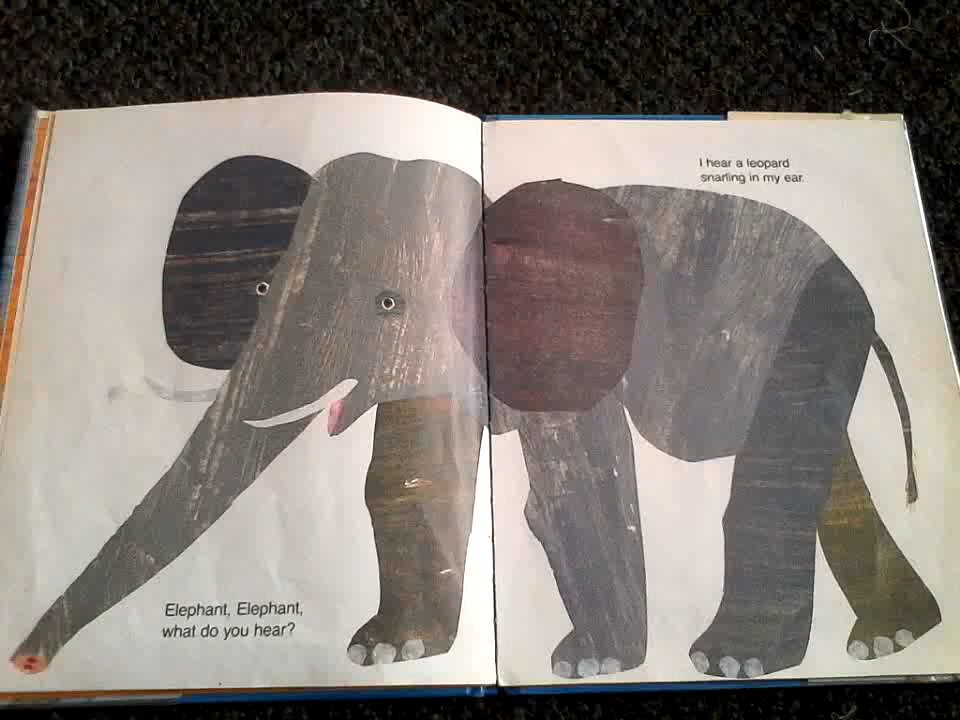 Elephant, Elephant,
what do you hear?
I hear a leopard
snarling in my ear.